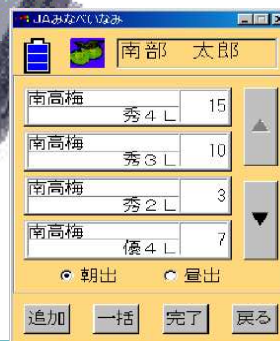 JAみなべいなみ
南部 太郎
南高梅
秀4L 15
南高梅
秀3L 10
南高梅
秀2L 3
南高梅
優4L 7
朝出 昼出
追加 一括 完了 戻る